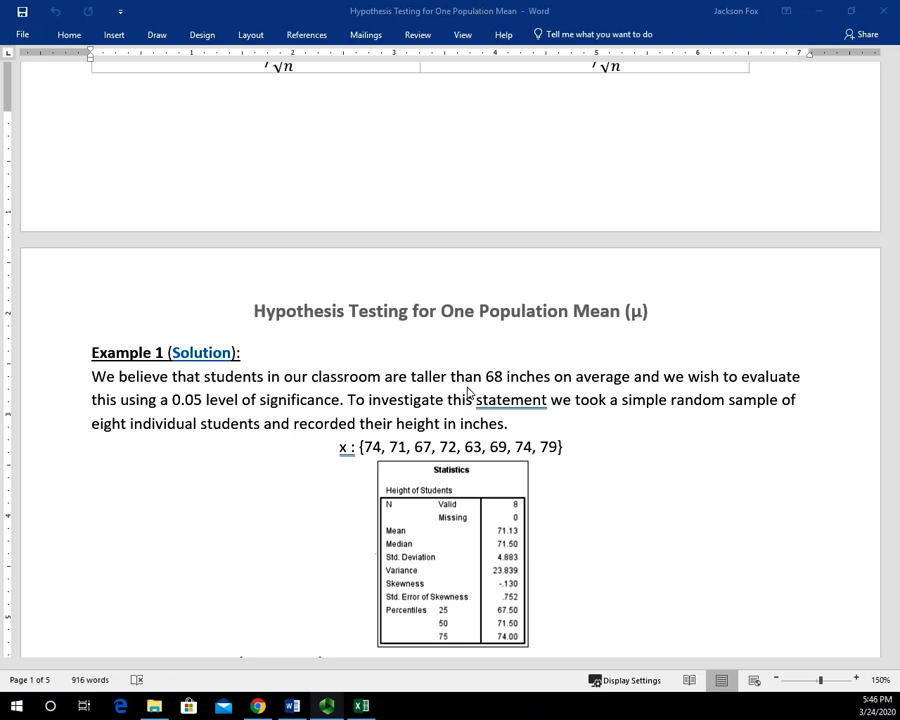 Hypothesis Testing for One Population Mean - Word
Jackson Fox
File Home Insert Draw Design Layout References Mailings Review View Help Tell me what you want to do Share
1 2 3 4 5 6 7
√n √n
Hypothesis Testing for One Population Mean (µ)
Example 1 (Solution):
We believe that students in our classroom are taller than 68 inches on average and we wish to evaluate
this using a 0.05 level of significance. To investigate this statement we took a simple random sample of
eight individual students and recorded their height in inches.
x : {74, 71, 67, 72, 63, 69, 74, 79}
Statistics
Height of Students
N Valid 8
Missing 0
Mean 71.13
Median 71.50
Std. Deviation 4.883
Variance 23.839
Skewness -.130
Std. Error of Skewness .752
Percentiles 25 67.50
50 71.50
75 74.00
Page 1 of 5 916 words Display Settings 150%
5:46 PM
3/24/2020